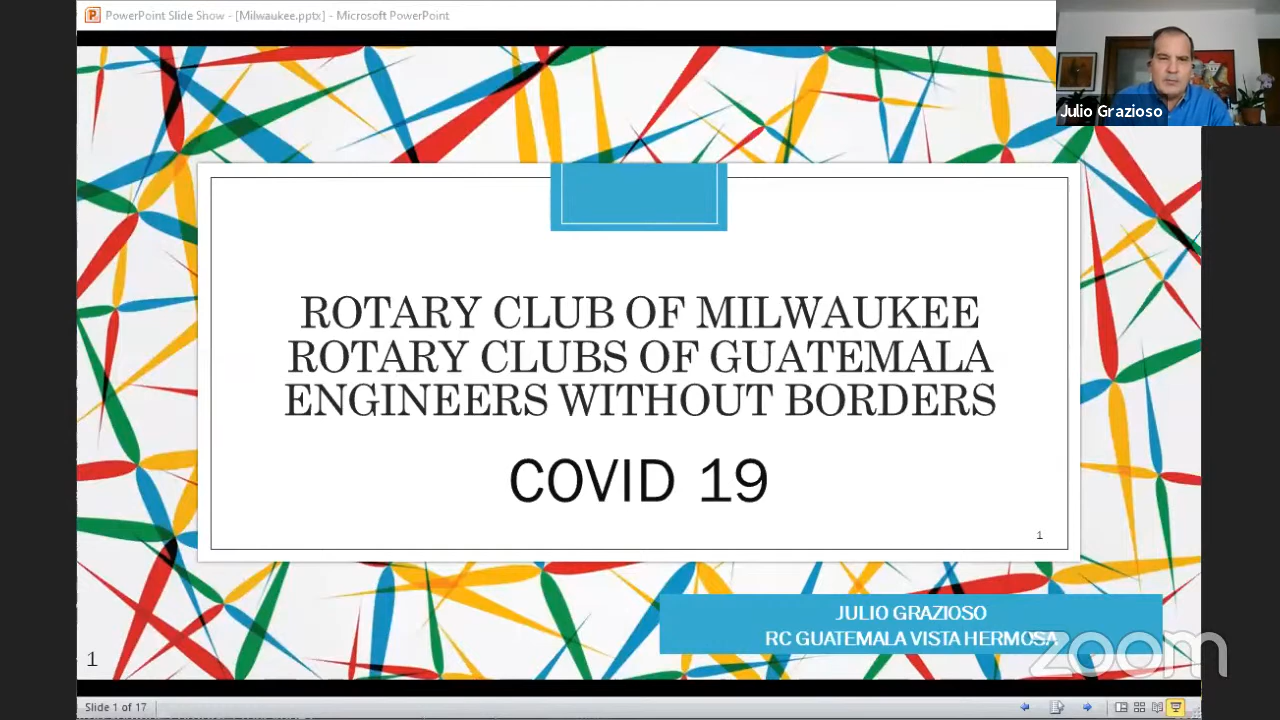 PowerPoint Slide Show - [Milwaukee.pptx] - Microsoft PowerPoint
Julio Grazioso
ROTARY CLUB OF MILWAUKEE
ROTARY CLUBS OF GUATEMALA
ENGINEERS WITHOUT BORDERS
COVID 19
1
JULIO GRAZIOSO
RC GUATEMALA VISTA HERMOSA
zoom
1
Slide 1 of 17